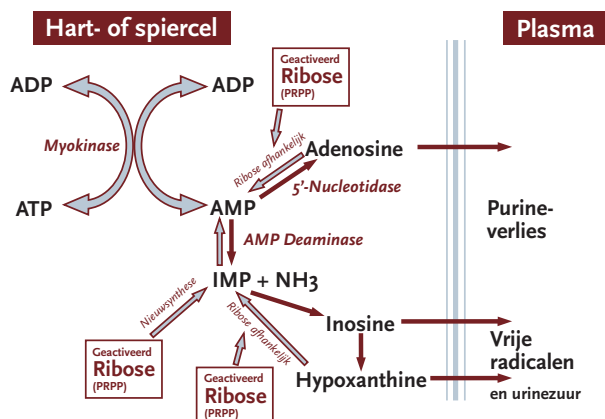 Hart- of spiercel
Plasma
ADP
ADP
Geactiveerd
Ribose
(PRPP)
Myokinase
Ribose afhankelijk
Adenosine
5'-Nucleotidase
ATP
AMP
Purine-
verlies
AMP Deaminase
IMP + NH3
Nieuwsynthese
Ribose afhankelijk
Inosine
Vrije
radicalen
en urinezuur
Geactiveerd
Ribose
(PRPP)
Geactiveerd
Ribose
(PRPP)
Hypoxanthine